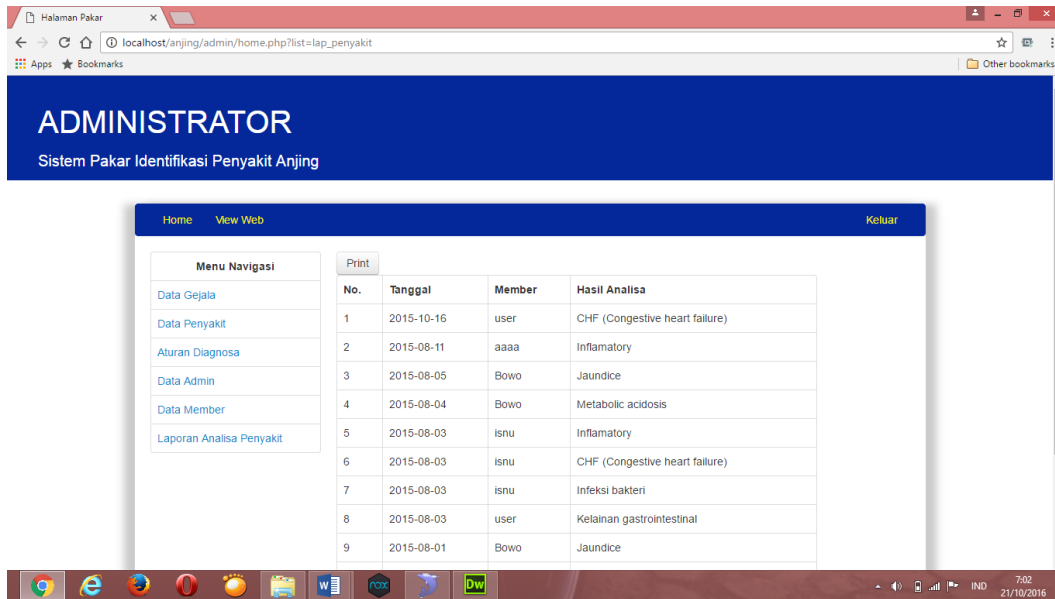 Halaman Pakar
localhost/anjing/admin/home.php?list=lap_penyakit
Apps Bookmarks Other bookmarks
ADMINISTRATOR
Sistem Pakar Identifikasi Penyakit Anjing
Home View Web Keluar
Menu Navigasi
Data Gejala
Data Penyakit
Aturan Diagnosa
Data Admin
Data Member
Laporan Analisa Penyakit
Print
No. Tanggal Member Hasil Analisa
1 2015-10-16 user CHF (Congestive heart failure)
2 2015-08-11 aaaa Inflamatory
3 2015-08-05 Bowo Jaundice
4 2015-08-04 Bowo Metabolic acidosis
5 2015-08-03 isnu Inflamatory
6 2015-08-03 isnu CHF (Congestive heart failure)
7 2015-08-03 isnu Infeksi bakteri
8 2015-08-03 user Kelainan gastrointestinal
9 2015-08-01 Bowo Jaundice
nox
Dw
IND
7:02
21/10/2016